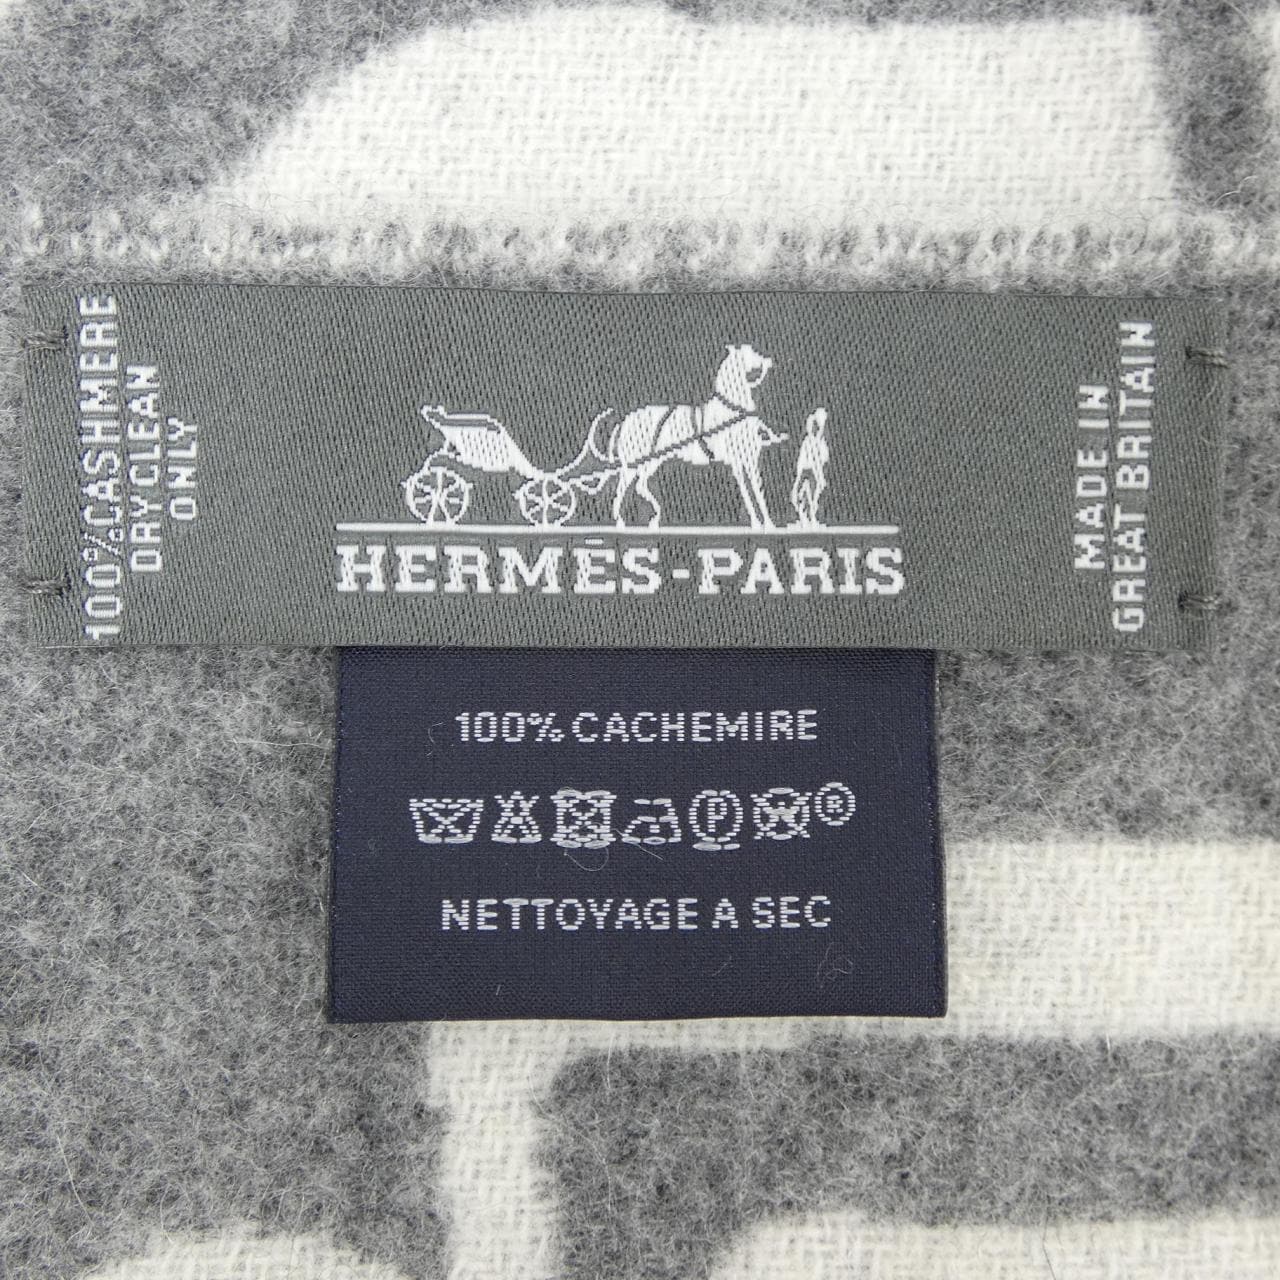 100%CASHMERE
DRY CLEAN
ONLY
HERMÈS-PARIS
MADE IN
GREAT BRITAIN
100% CACHEMIRE
P ®
NETTOYAGE A SEC